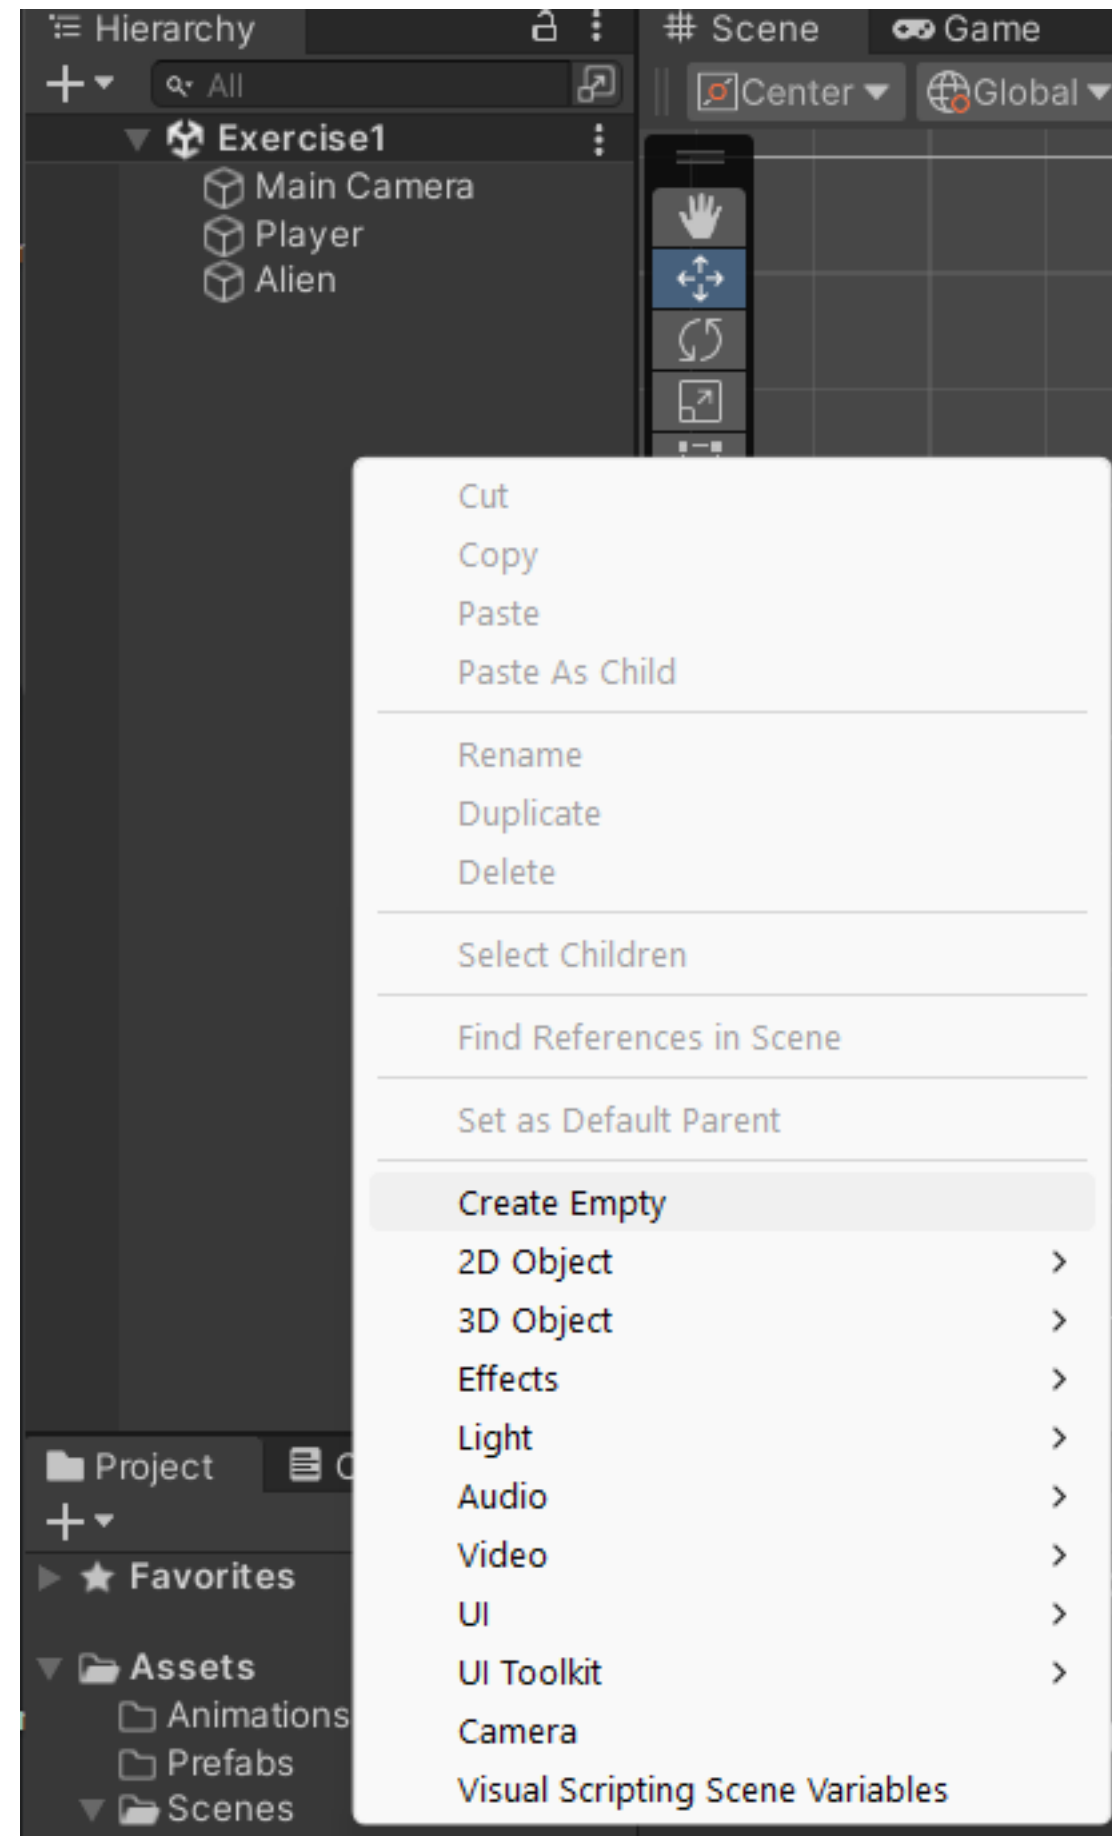 Hierarchy
All
Exercise1
Main Camera
Player
Alien
Scene
Game
Center
Global
Cut
Copy
Paste
Paste As Child
Rename
Duplicate
Delete
Select Children
Find References in Scene
Set as Default Parent
Create Empty
2D Object
3D Object
Effects
Light
Audio
Video
UI
UI Toolkit
Camera
Visual Scripting Scene Variables
Project
Favorites
Assets
Animations
Prefabs
Scenes